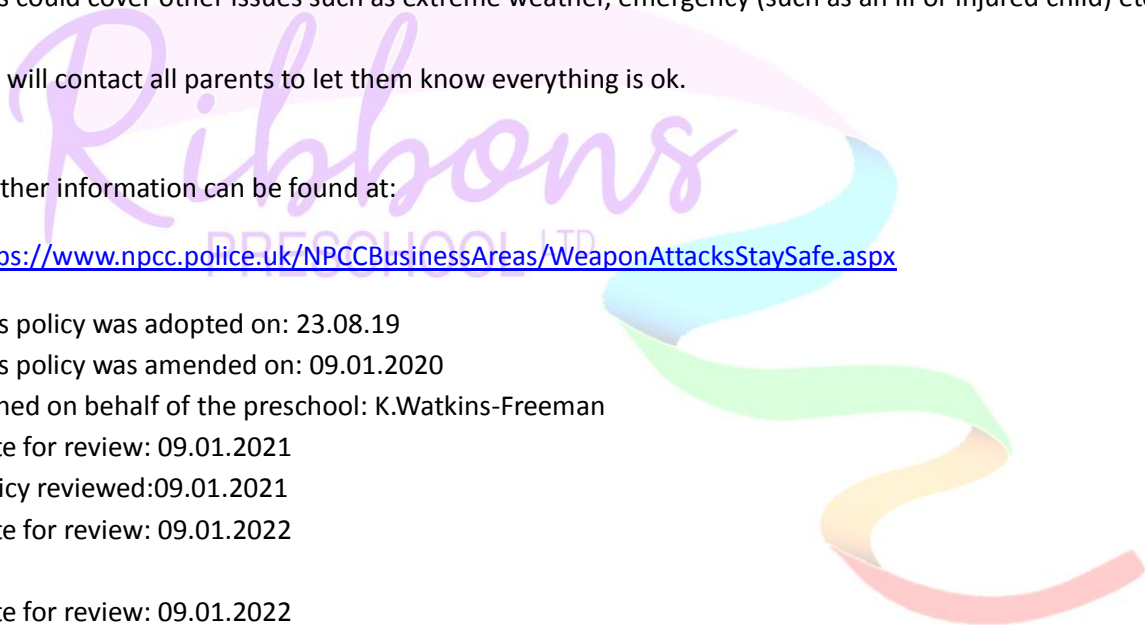 s could cover other issues such as extreme weather, emergency (such as an ill or injured child) etc
will contact all parents to let them know everything is ok.
Ribbons
ther information can be found at:
PRESCHOOL LTD
ps://www.npcc.police.uk/NPCCBusinessAreas/WeaponAttacksStaySafe.aspx
s policy was adopted on: 23.08.19
s policy was amended on: 09.01.2020
ned on behalf of the preschool: K.Watkins-Freeman
te for review: 09.01.2021
icy reviewed:09.01.2021
te for review: 09.01.2022
te for review: 09.01.2022